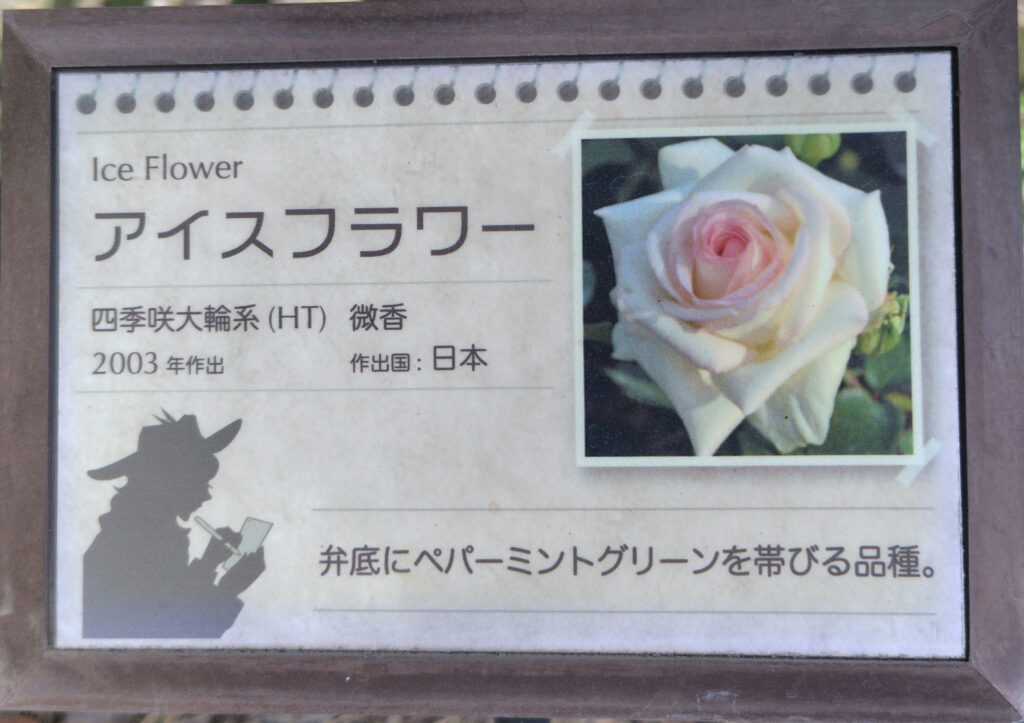 Ice Flower
アイスフラワー
四季咲大輪系 (HT) 微香
2003 年作出 作出国 : 日本
弁底にペパーミントグリーンを帯びる品種。